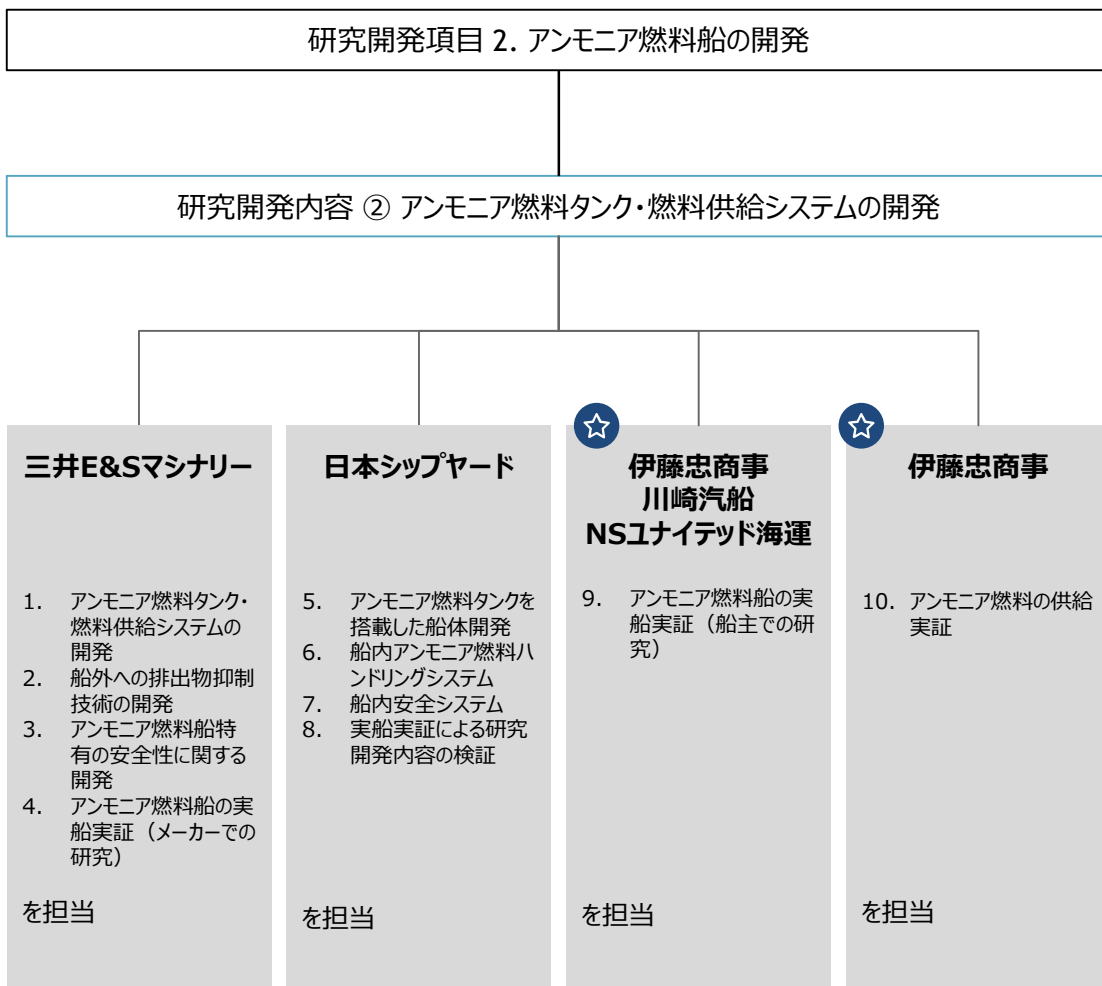 研究開発項目 2. アンモニア燃料船の開発
研究開発内容 ② アンモニア燃料タンク・燃料供給システムの開発
三井E&Sマシナリー
1. アンモニア燃料タンク・
燃料供給システムの
開発
2. 船外への排出物抑制
技術の開発
3. アンモニア燃料船特
有の安全性に関する
開発
4. アンモニア燃料船の実
船実証（メーカーでの
研究）
を担当
日本シップヤード
5. アンモニア燃料タンクを
搭載した船体開発
6. 船内アンモニア燃料ハ
ンドリングシステム
7. 船内安全システム
8. 実船実証による研究
開発内容の検証
を担当
伊藤忠商事
川崎汽船
NSユナイテッド海運
9. アンモニア燃料船の実
船実証（船主での研
究）
を担当
伊藤忠商事
10. アンモニア燃料の供給
実証
を担当